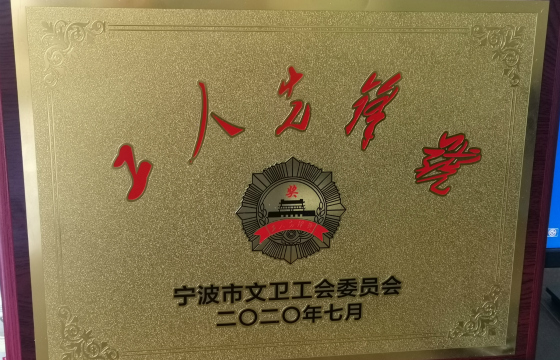 工人先锋号
奖
宁波市文卫工会委员会
二〇二〇年七月